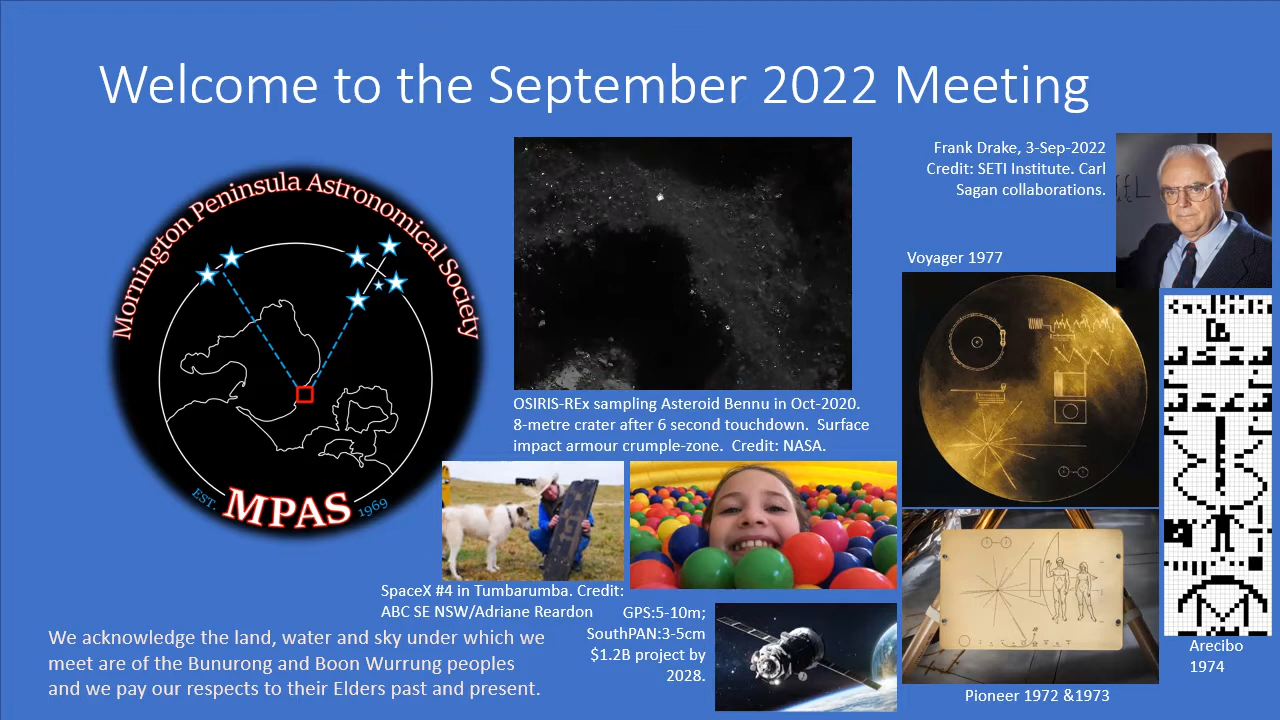 Welcome to the September 2022 Meeting
Mornington Peninsula Astronomical Society
EST.
MPAS
1969
OSIRIS-REx sampling Asteroid Bennu in Oct-2020.
8-metre crater after 6 second touchdown.  Surface
impact armour crumple-zone.  Credit: NASA.
Frank Drake, 3-Sep-2022
Credit: SETI Institute. Carl
Sagan collaborations.
Voyager 1977
SpaceX #4 in Tumbarumba. Credit:
ABC SE NSW/Adriane Reardon
GPS:5-10m;
SouthPAN:3-5cm
$1.2B project by
2028.
Arecibo
1974
Pioneer 1972 &1973
We acknowledge the land, water and sky under which we
meet are of the Bunurong and Boon Wurrung peoples
and we pay our respects to their Elders past and present.